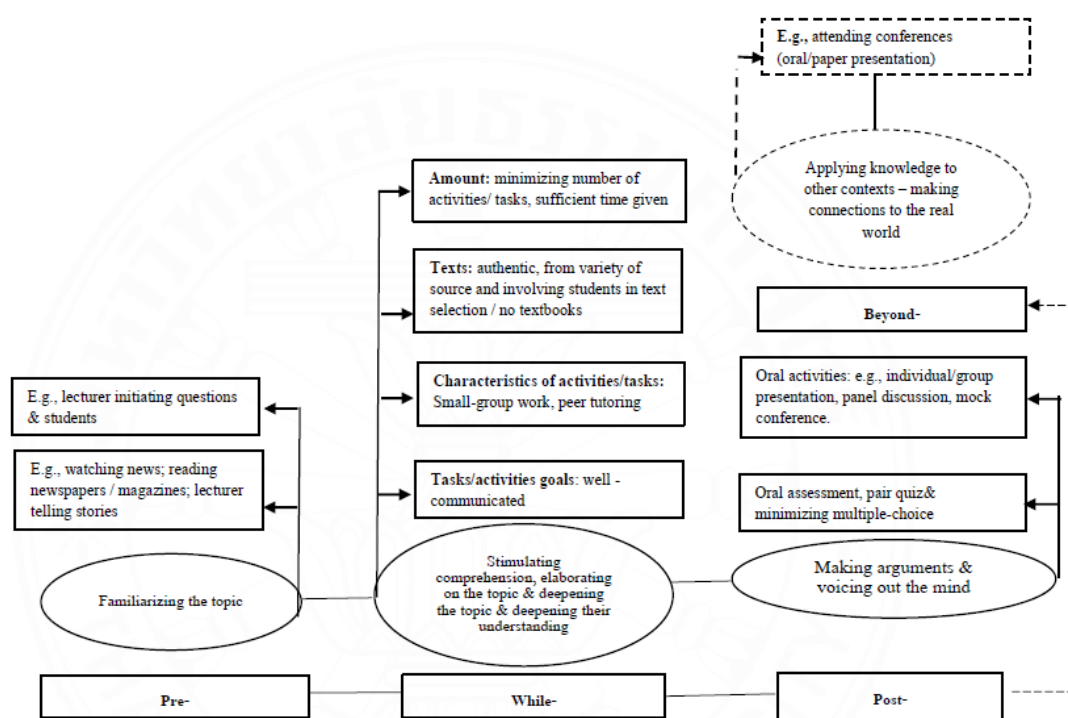 E.g., attending conferences
(oral/paper presentation)
Applying knowledge to
other contexts – making
connections to the real
world
Beyond-
Amount: minimizing number of
activities/ tasks, sufficient time given
Texts: authentic, from variety of
source and involving students in text
selection / no textbooks
Characteristics of activities/tasks:
Small-group work, peer tutoring
Tasks/activities goals: well -
communicated
E.g., lecturer initiating questions
& students
E.g., watching news; reading
newspapers / magazines; lecturer
telling stories
Oral activities: e.g., individual/group
presentation, panel discussion, mock
conference.
Oral assessment, pair quiz&
minimizing multiple-choice
Familiarizing the topic
Stimulating
comprehension, elaborating
on the topic & deepening
the topic & deepening their
understanding
Making arguments &
voicing out the mind
Pre-
While-
Post-